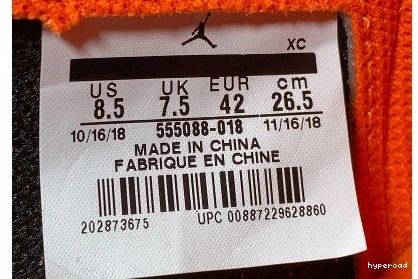 XC
US UK EUR cm
8.5 7.5 42 26.5
10/16/18 555088-018 11/16/18
MADE IN CHINA
FABRIQUE EN CHINE
202873675 UPC 00887229628860
hyperoad